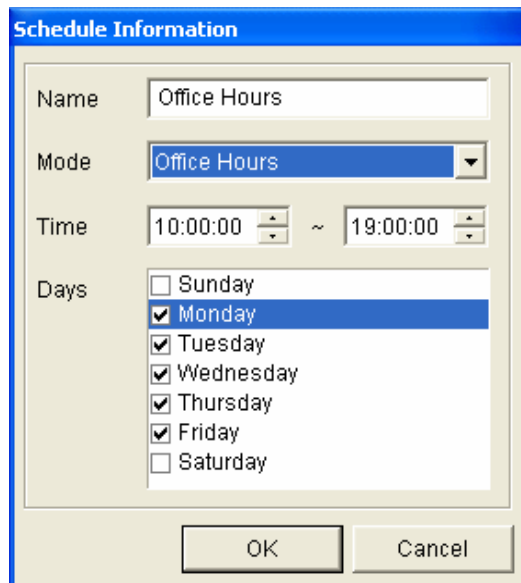 Schedule Information
Name Office Hours
Mode Office Hours
Time 10:00:00 ~ 19:00:00
Days Sunday
Monday
Tuesday
Wednesday
Thursday
Friday
Saturday
OK Cancel